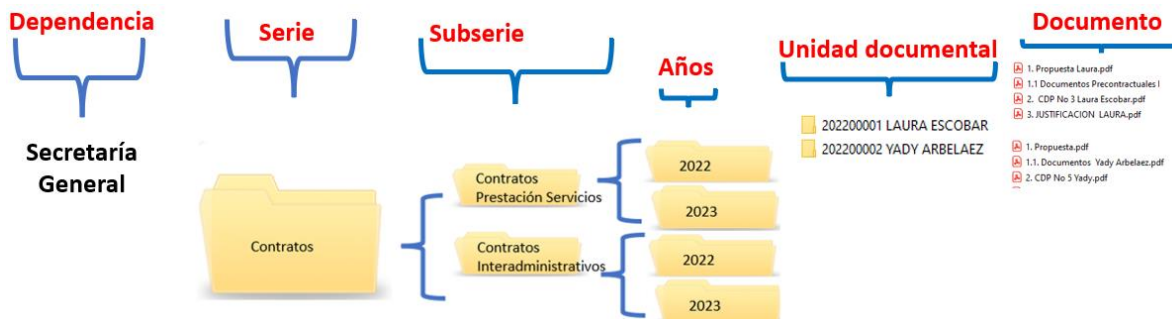 Dependencia
Serie
Subserie
Años
Unidad documental
Documento
Secretaría
General
Contratos
Contratos
Prestación Servicios
Contratos
Interadministrativos
2022
2023
2022
2023
202200001 LAURA ESCOBAR
202200002 YADY ARBELAEZ
1. Propuesta Laura.pdf
1.1 Documentos Precontractuales l
2. CDP No 3 Laura Escobar.pdf
3. JUSTIFICACION LAURA.pdf
1. Propuesta.pdf
1.1. Documentos Yady Arbelaez.pdf
2. CDP No 5 Yady.pdf